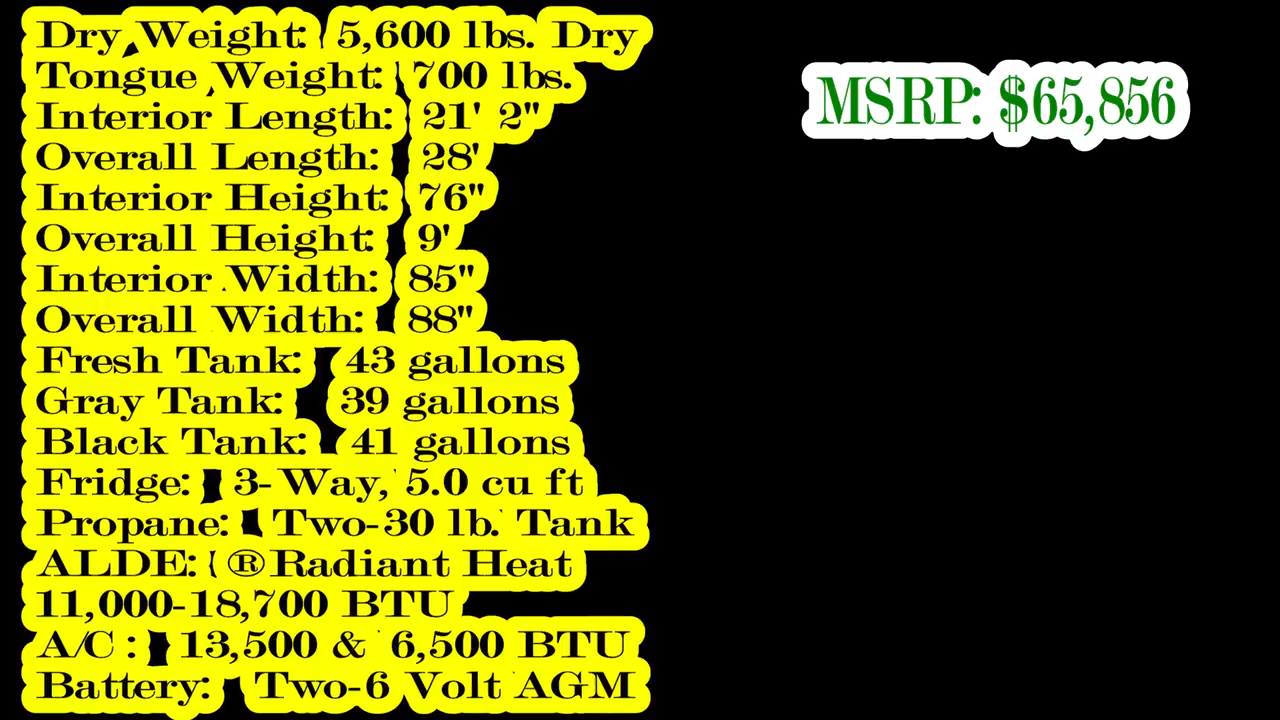 Dry Weight: 5,600 lbs. Dry
Tongue Weight: 700 lbs.
Interior Length: 21' 2"
Overall Length: 28'
Interior Height: 76"
Overall Height: 9'
Interior Width: 85"
Overall Width: 88"
Fresh Tank: 43 gallons
Gray Tank: 39 gallons
Black Tank: 41 gallons
Fridge: 3-Way, 5.0 cu ft
Propane: Two-30 lb. Tank
ALDE: ®Radiant Heat
11,000-18,700 BTU
A/C : 13,500 & 6,500 BTU
Battery: Two-6 Volt AGM
MSRP: $65,856